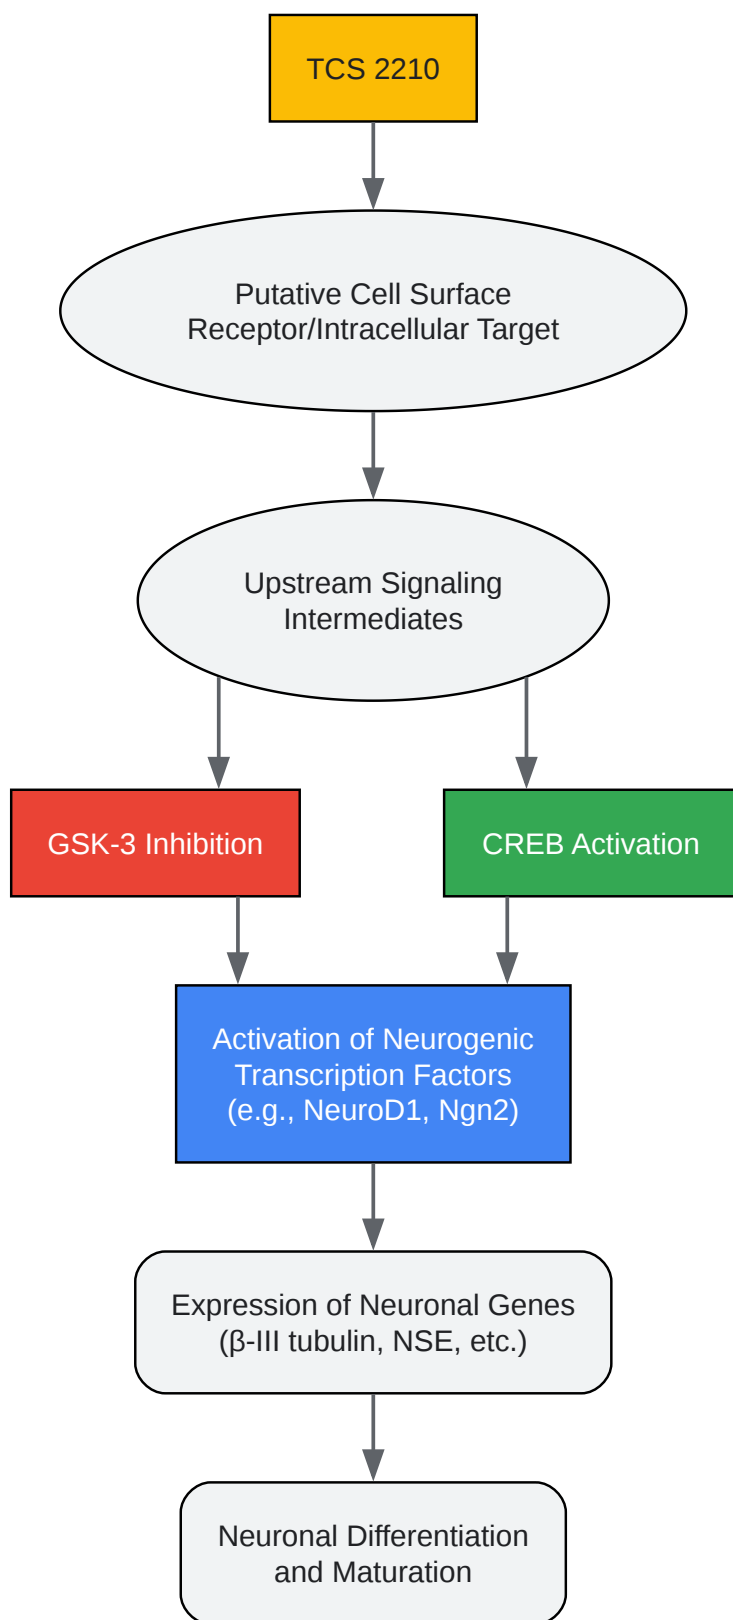 TCS 2210
Putative Cell Surface
Receptor/Intracellular Target
Upstream Signaling
Intermediates
GSK-3 Inhibition
CREB Activation
Activation of Neurogenic
Transcription Factors
(e.g., NeuroD1, Ngn2)
Expression of Neuronal Genes
(β-III tubulin, NSE, etc.)
Neuronal Differentiation
and Maturation